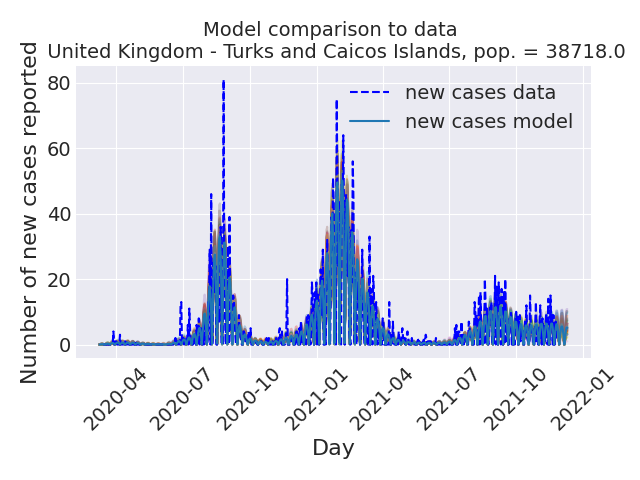 Model comparison to data
United Kingdom - Turks and Caicos Islands, pop. = 38718.0
Number of new cases reported
80
60
40
20
0
new cases data
new cases model
2020-04
2020-07
2020-10
2021-01
2021-04
2021-07
2021-10
2022-01
Day